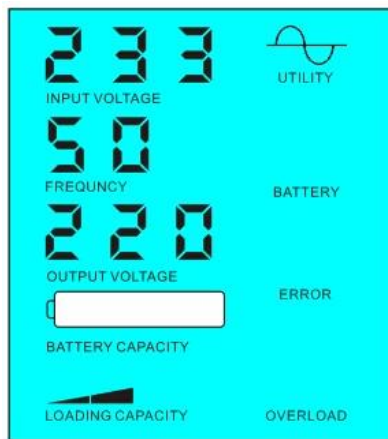 233
UTILITY
INPUT VOLTAGE
50
FREQUNCY
BATTERY
220
OUTPUT VOLTAGE
ERROR
BATTERY CAPACITY
LOADING CAPACITY
OVERLOAD